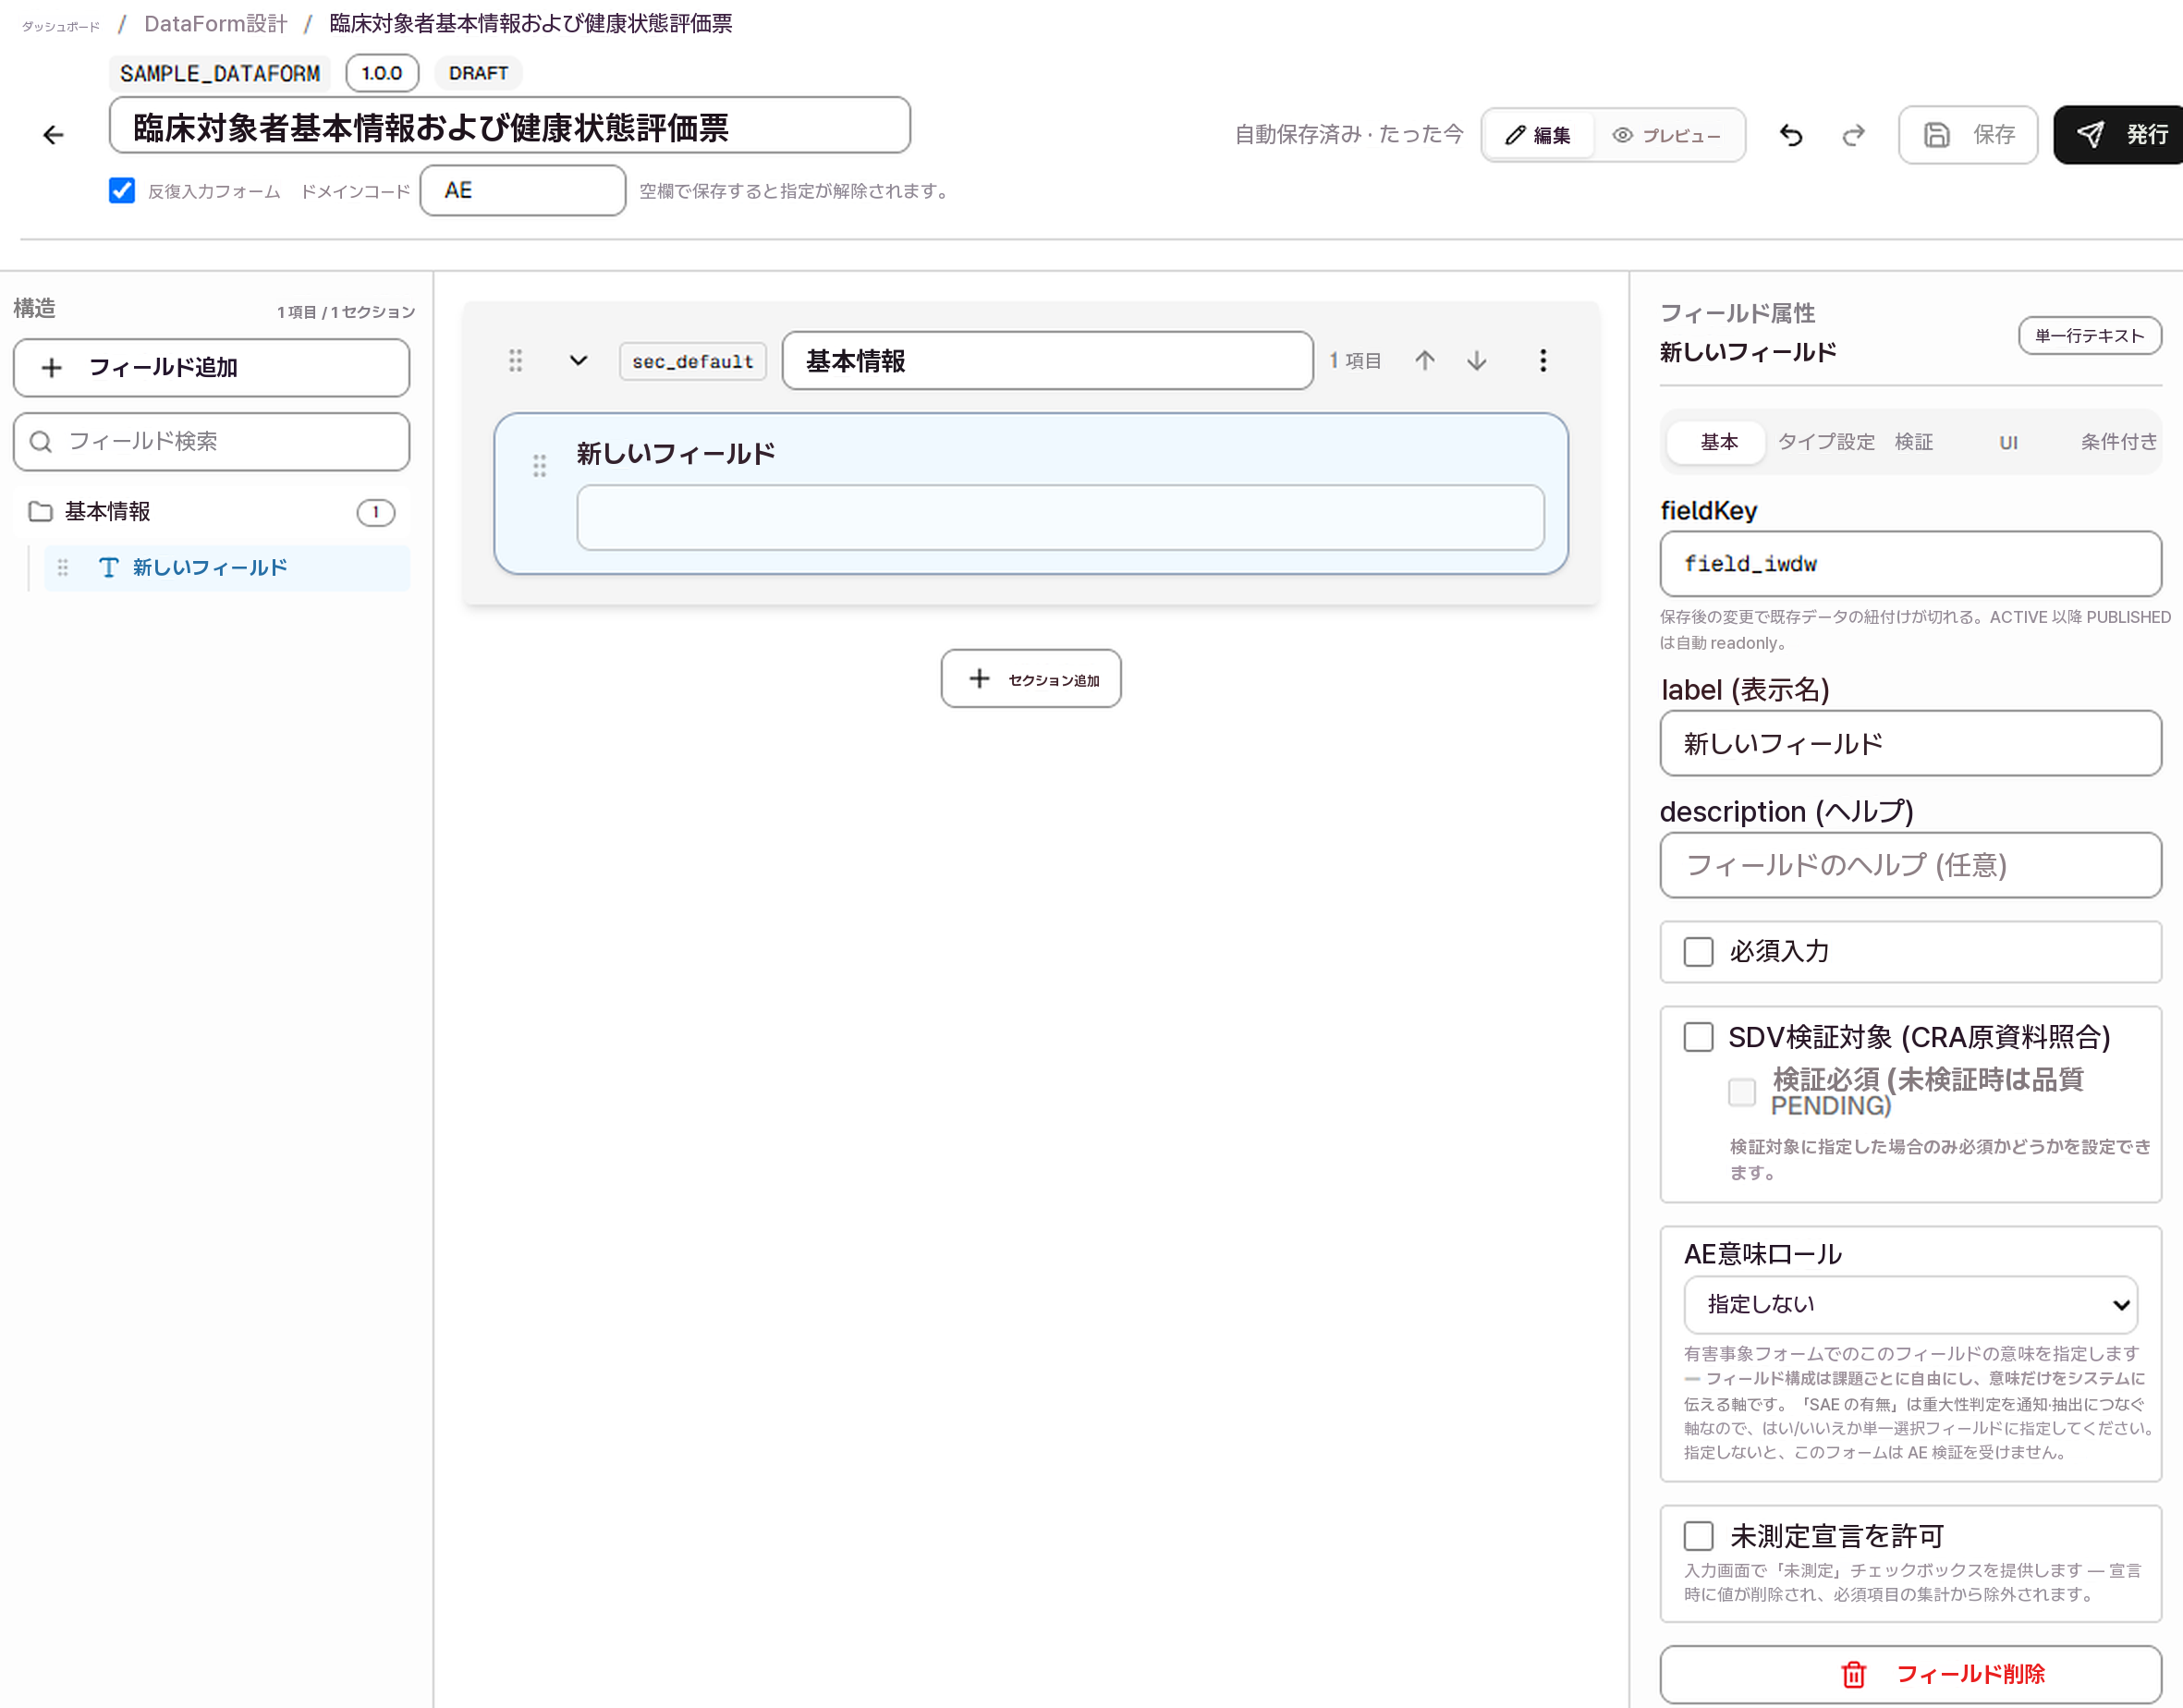 ダッシュボード / DataForm設計 / 臨床対象者基本情報および健康状態評価票
SAMPLE_DATAFORM 1.0.0 DRAFT
臨床対象者基本情報および健康状態評価票
自動保存済み · たった今 編集 プレビュー 保存 発行
反復入力フォーム ドメインコード AE 空欄で保存すると指定が解除されます。
構造 1 項目 / 1 セクション
フィールド追加
フィールド検索
基本情報 1
新しいフィールド
sec_default 基本情報 1 項目
新しいフィールド
セクション追加
フィールド属性
新しいフィールド
単一行テキスト
基本 タイプ設定 検証 UI 条件付き
fieldKey
field_iwdw
保存後の変更で既存データの紐付けが切れる。ACTIVE 以降 PUBLISHED
は自動 readonly。
label (表示名)
新しいフィールド
description (ヘルプ)
フィールドのヘルプ (任意)
必須入力
SDV検証対象 (CRA原資料照合)
検証必須 (未検証時は品質
PENDING)
検証対象に指定した場合のみ必須かどうかを設定でき
ます。
AE意味ロール
指定しない
有害事象フォームでのこのフィールドの意味を指定します
— フィールド構成は課題ごとに自由にし、意味だけをシステムに
伝える軸です。「SAE の有無」は重大性判定を通知·抽出につなぐ
軸なので、はい/いいえか単一選択フィールドに指定してください。
指定しないと、このフォームは AE 検証を受けません。
未測定宣言を許可
入力画面で「未測定」チェックボックスを提供します — 宣言
時に値が削除され、必須項目の集計から除外されます。
フィールド削除